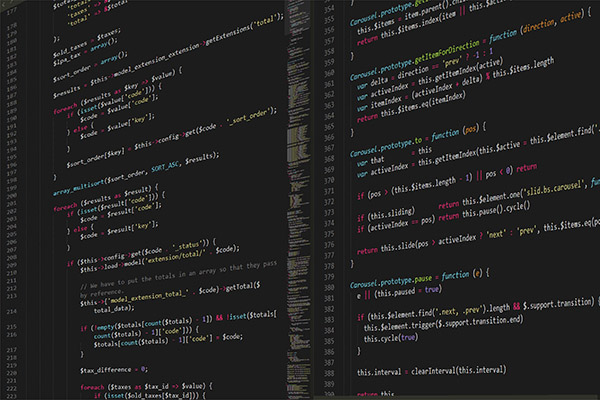 'total' => &$total
);
$old_taxes = $taxes;
$lpa_tax = array();
$sort_order = array();
$results = $this->model_extension_extension->getExtensions('total');
foreach ($results as $key => $value) {
if (isset($value['code'])) {
$code = $value['code'];
} else {
$code = $value['key'];
}
$sort_order[$key] = $this->config->get($code . '_sort_order');
}
array_multisort($sort_order, SORT_ASC, $results);
foreach ($results as $result) {
if (isset($result['code'])) {
$code = $result['code'];
} else {
$code = $result['key'];
}
if ($this->config->get($code . '_status')) {
$this->load->model('extension/total/' . $code);
// We have to put the totals in an array so that they pass
by reference.
$this->{'model_extension_total_' . $code}->getTotal($
total_data);
if (!empty($totals[count($totals) - 1]) && !isset($totals[
count($totals) - 1]['code'])) {
$totals[count($totals) - 1]['code'] = $code;
}
$tax_difference = 0;
foreach ($taxes as $tax_id => $value) {
if (isset($old_taxes[$tax_id])) {
Carousel.prototype.getItemIndex = function (item) {
this.$items = item.parent().children('.item')
return this.$items.index(item || this.$active)
}
Carousel.prototype.getItemForDirection = function (direction, active) {
var delta = direction == 'prev' ? -1 : 1
var activeIndex = this.getItemIndex(active)
var itemIndex = (activeIndex + delta) % this.$items.length
return this.$items.eq(itemIndex)
}
Carousel.prototype.to = function (pos) {
var that = this
var activeIndex = this.getItemIndex(this.$active = this.$element.find('.
if (pos > (this.$items.length - 1) || pos < 0) return
if (this.sliding) return this.$element.one('slid.bs.carousel', func
if (activeIndex == pos) return this.pause().cycle()
return this.slide(pos > activeIndex ? 'next' : 'prev', this.$items.eq(po
}
Carousel.prototype.pause = function (e) {
e || (this.paused = true)
if (this.$element.find('.next, .prev').length && $.support.transition) {
this.$element.trigger($.support.transition.end)
this.cycle(true)
}
this.interval = clearInterval(this.interval)
return this